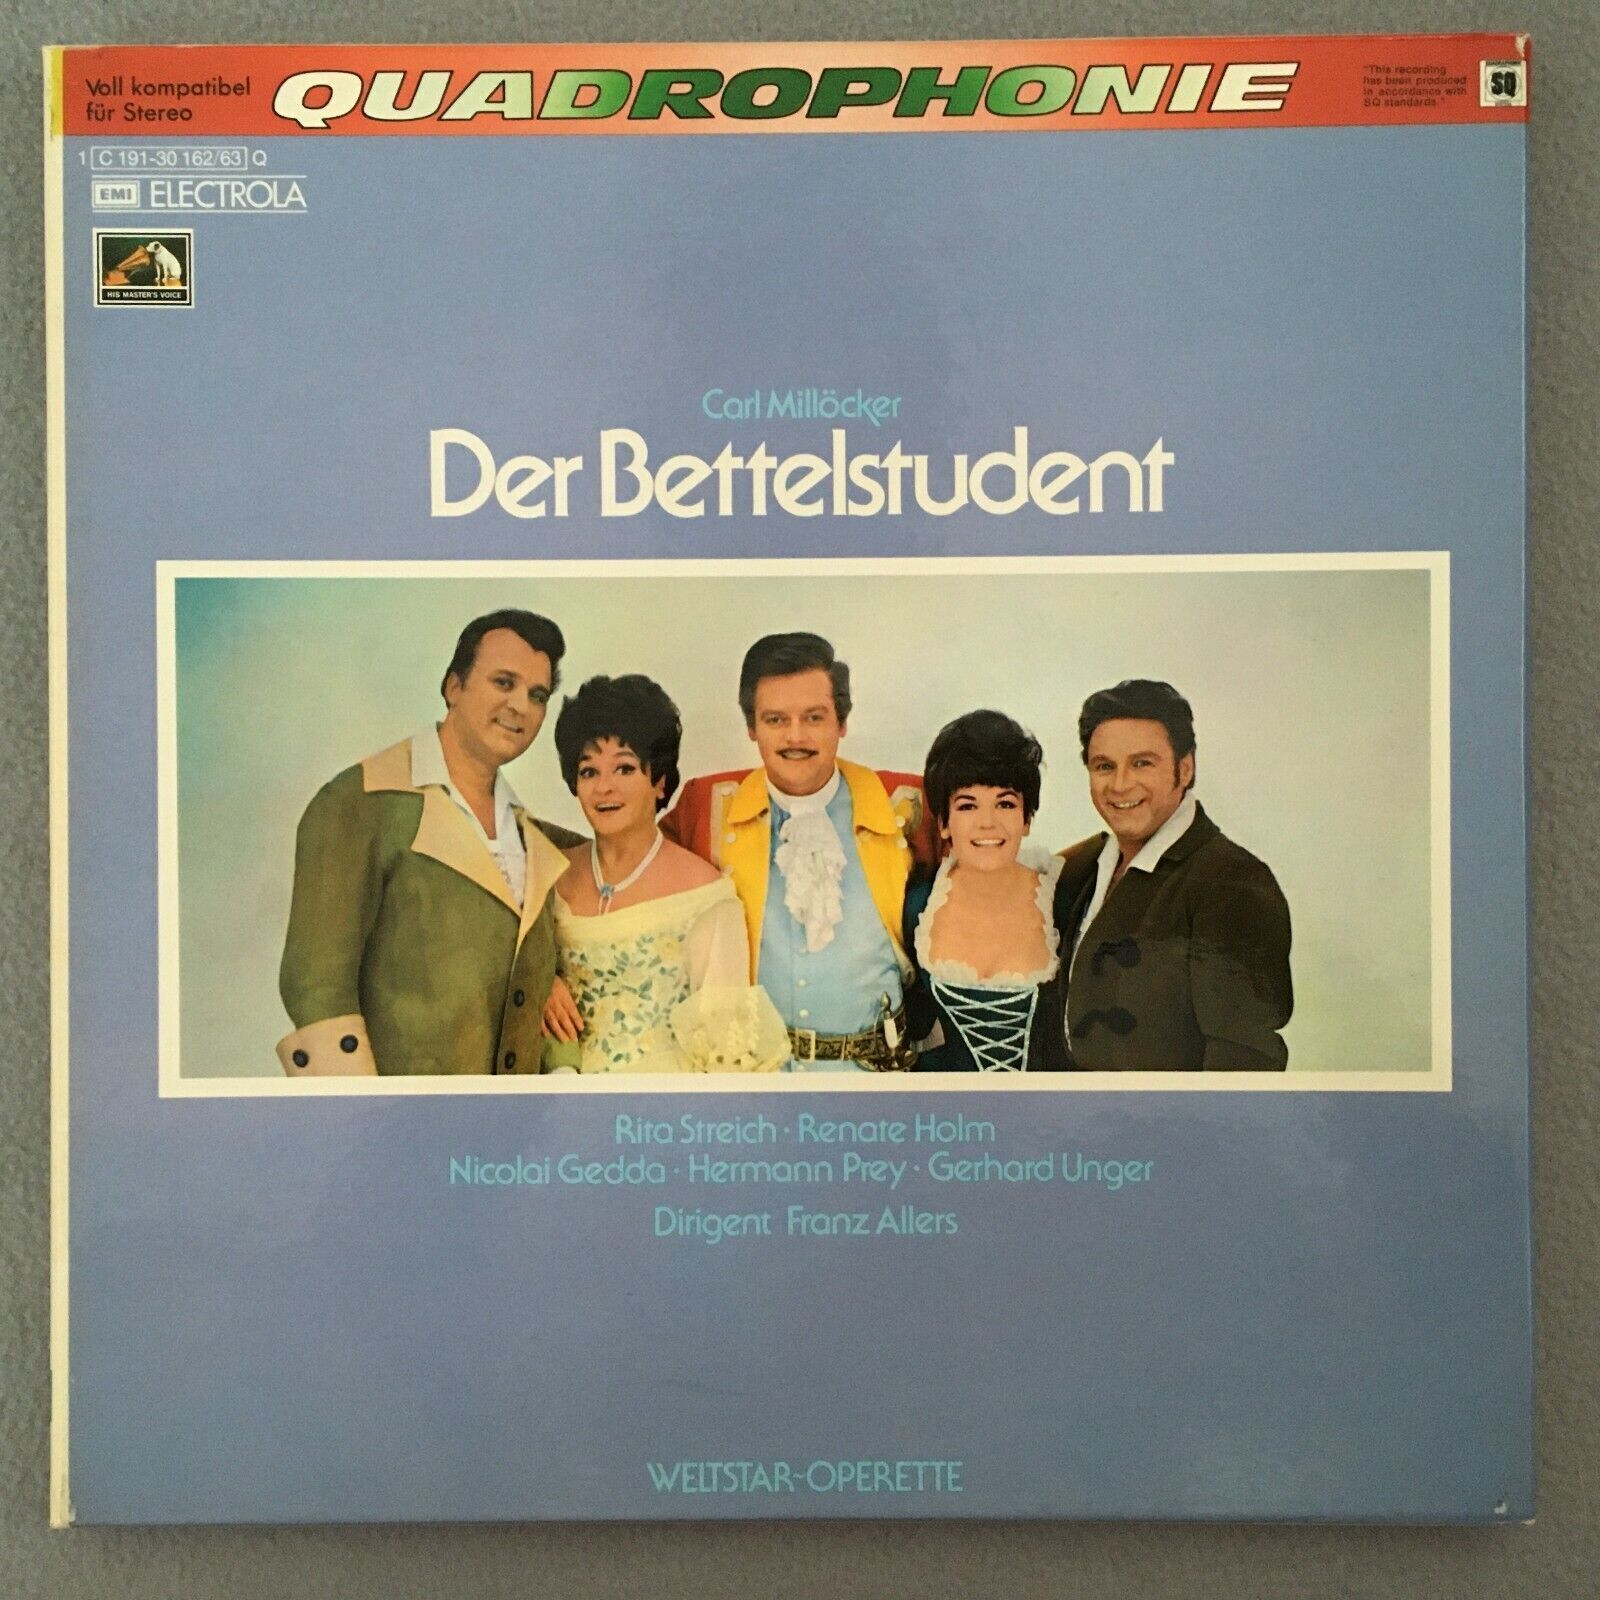 Voll kompatibel
für Stereo
QUADROPHONIE
"This recording
has been produced
in accordance with
SQ standards."
QUADRAPHONIC
SQ
1 C 191-30 162/63 Q
EMI ELECTROLA
HIS MASTER'S VOICE
Carl Millöcker
Der Bettelstudent
Rita Streich · Renate Holm
Nicolai Gedda · Hermann Prey · Gerhard Unger
Dirigent Franz Allers
WELTSTAR~OPERETTE